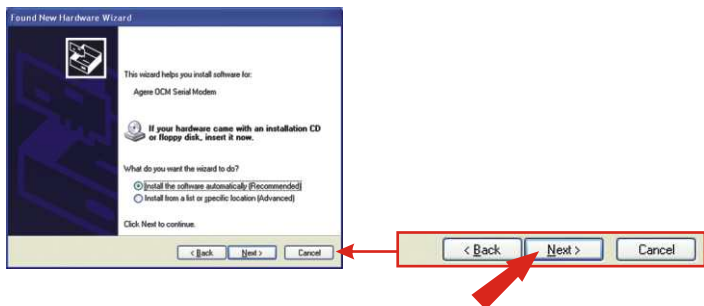 Found New Hardware Wizard
This wizard helps you install software for:
Agere OCM Serial Modem
If your hardware came with an installation CD
or floppy disk, insert it now.
What do you want the wizard to do?
Install the software automatically (Recommended)
Install from a list or specific location (Advanced)
Click Next to continue.
< Back Next > Cancel
< Back Next > Cancel